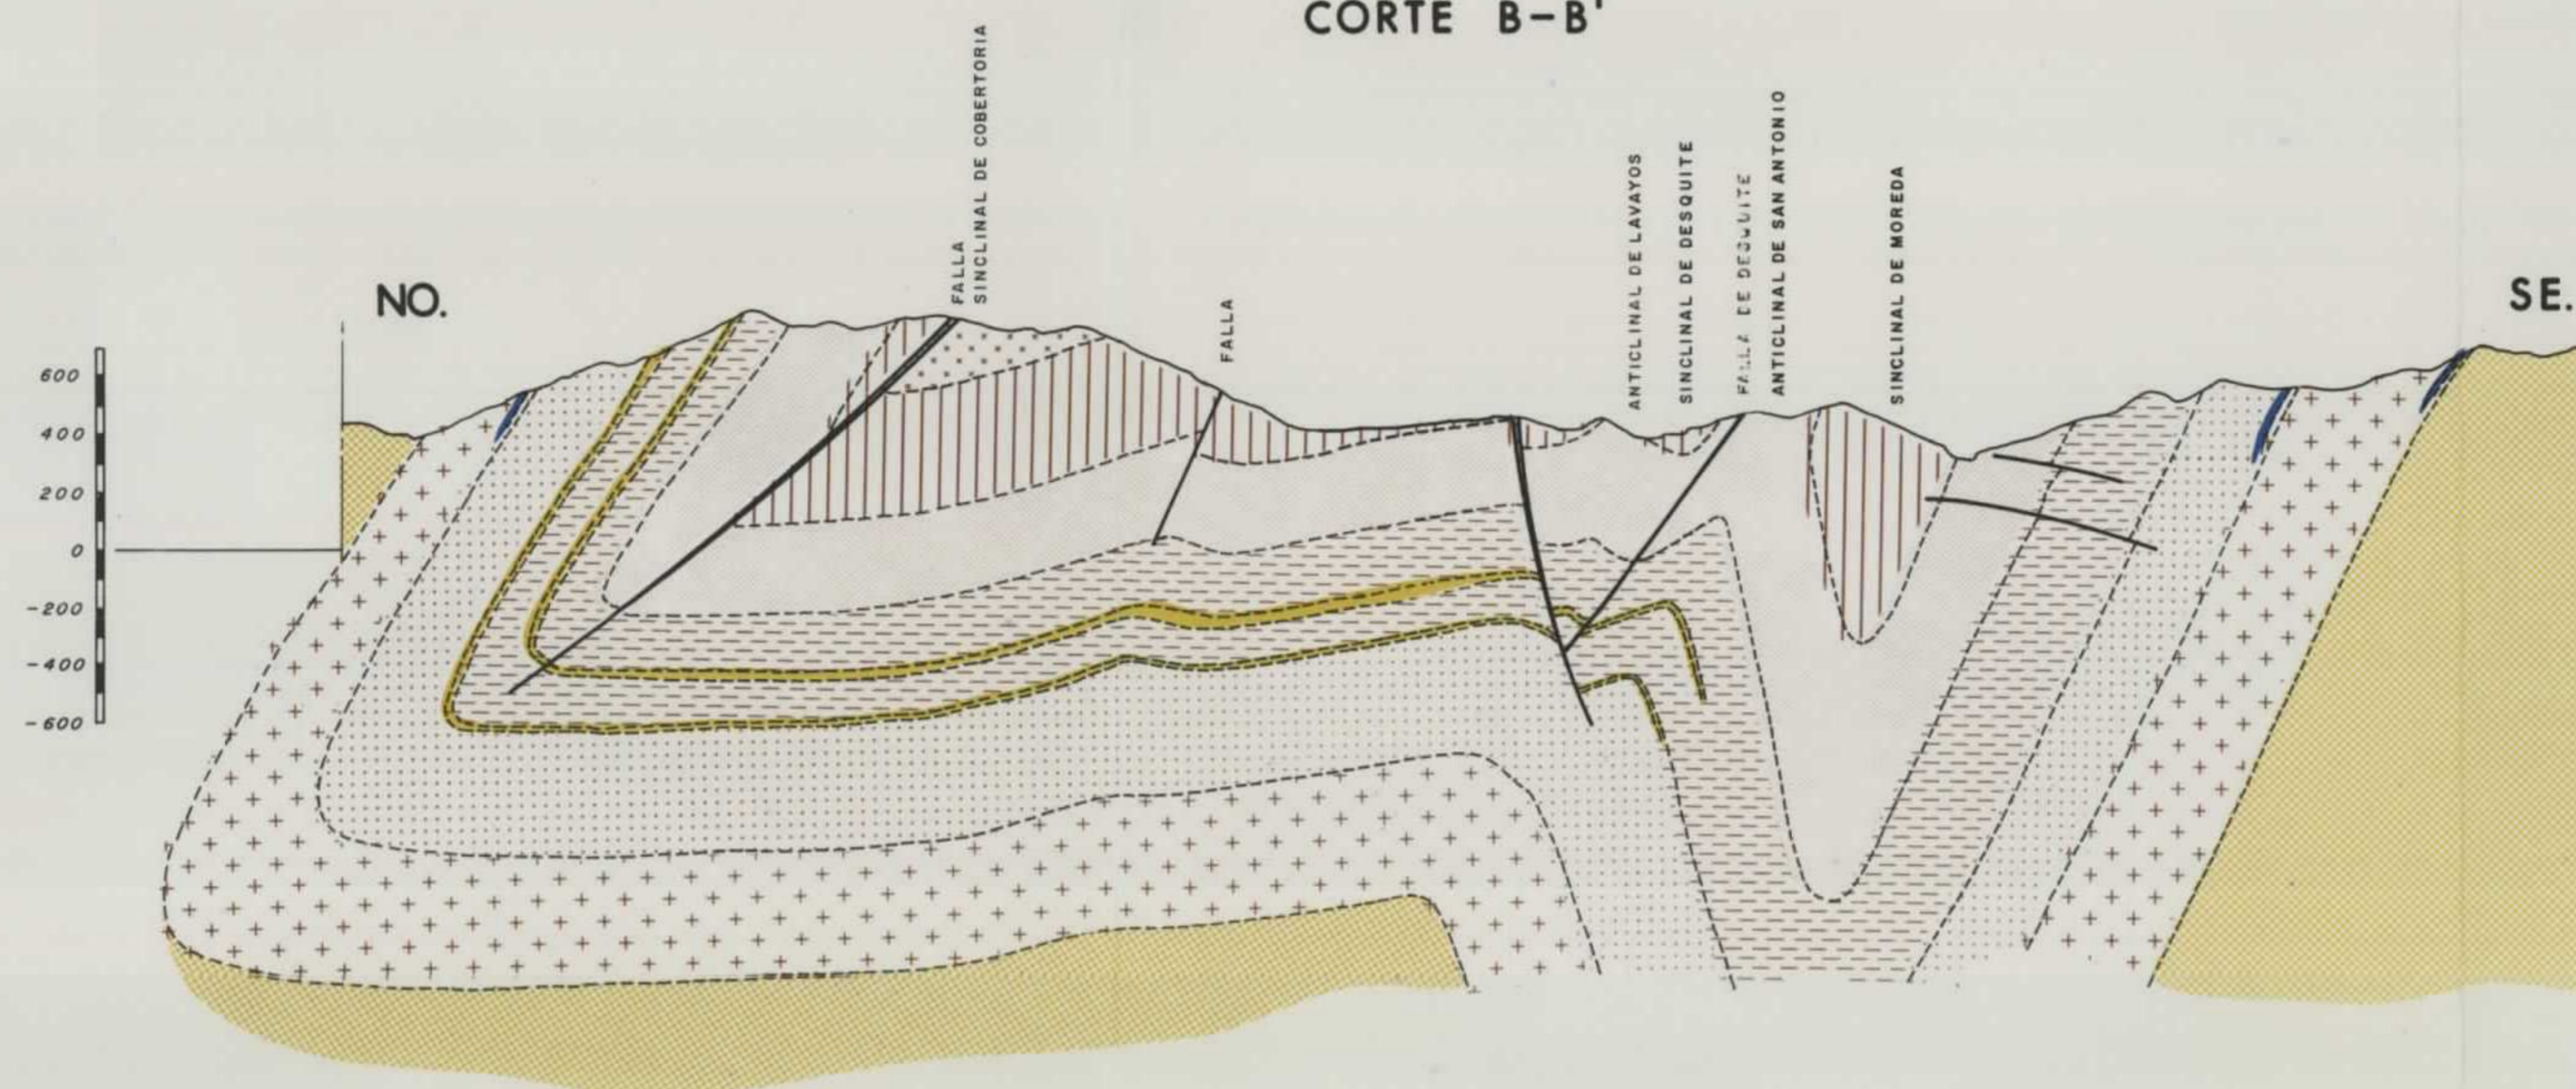 CORTE B-B'
NO.
SE.
FALLA
SINCLINAL DE COBERTORIA
FALLA
ANTICLINAL DE LAVAYOS
SINCLINAL DE DESQUITE
FALLA DE DESQUITE
ANTICLINAL DE SAN ANTONIO
SINCLINAL DE MOREDA
600
400
200
0
-200
-400
-600